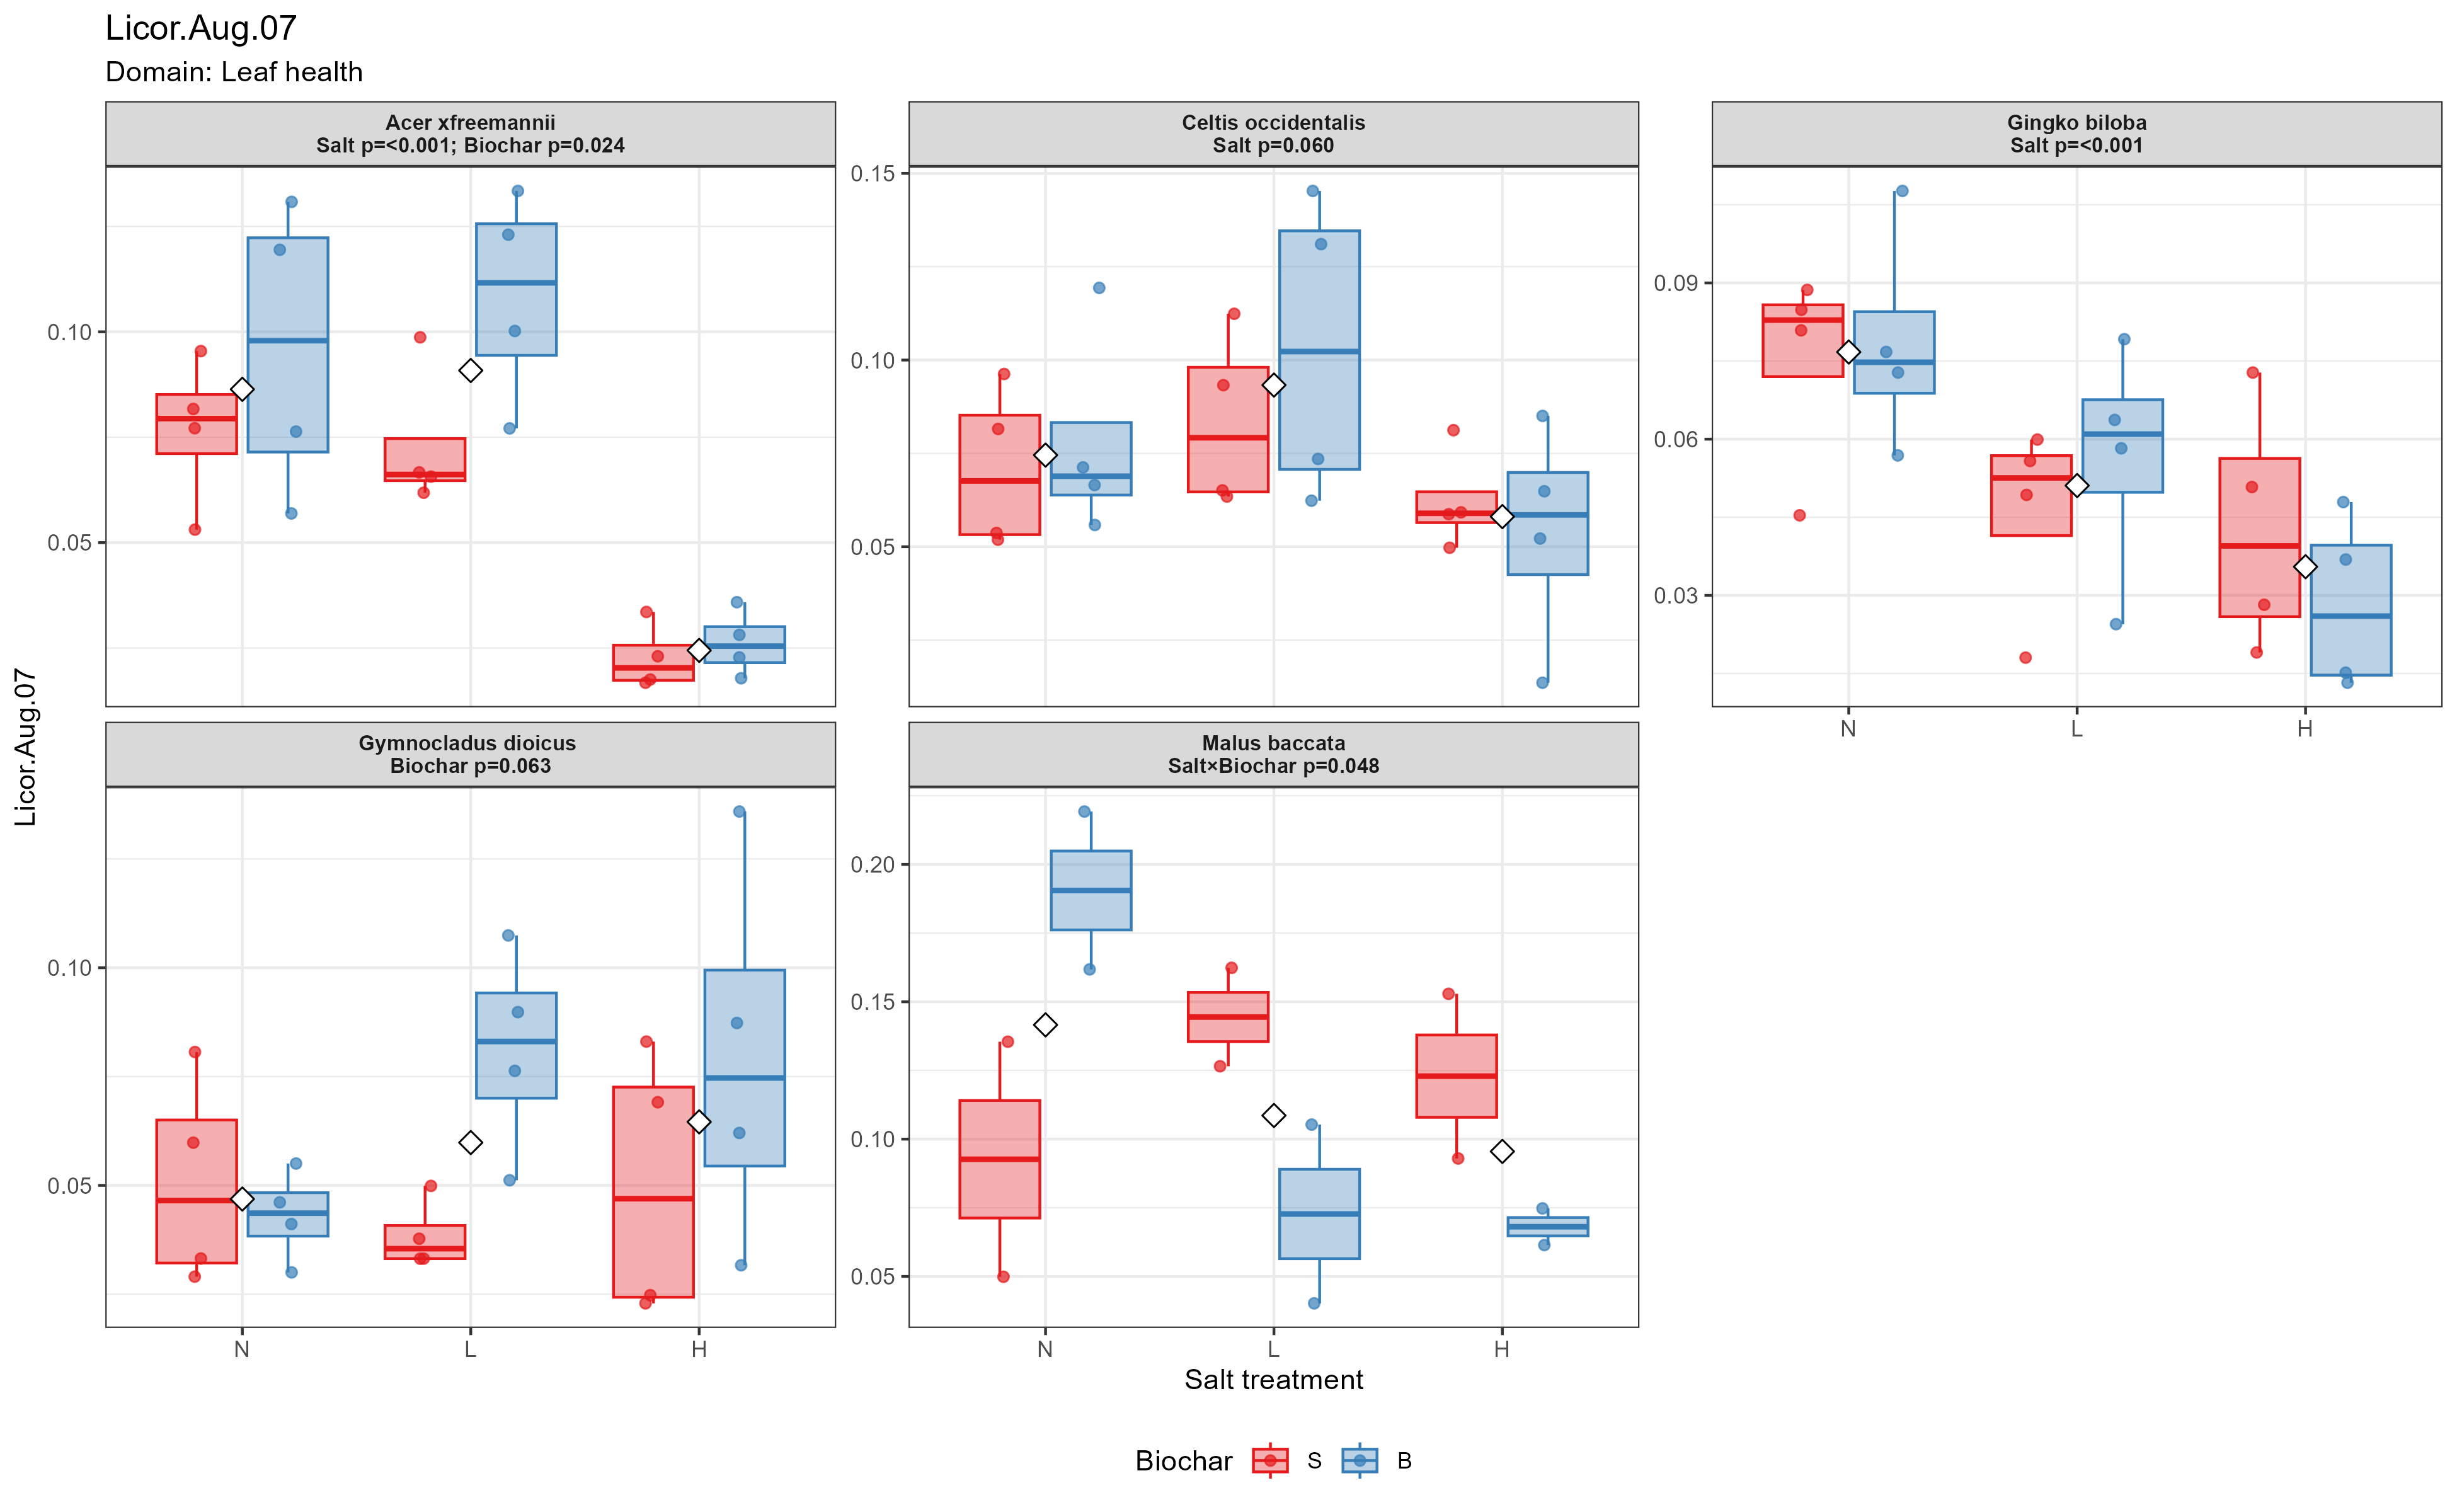 Licor.Aug.07
Domain: Leaf health
Acer xfreemannii
Salt p=<0.001; Biochar p=0.024
Celtis occidentalis
Salt p=0.060
Gingko biloba
Salt p=<0.001
0.10
0.05
0.15
0.10
0.05
0.09
0.06
0.03
N L H
Licor.Aug.07
Gymnocladus dioicus
Biochar p=0.063
Malus baccata
Salt×Biochar p=0.048
0.10
0.05
0.20
0.15
0.10
0.05
N L H
N L H
Salt treatment
Biochar S B